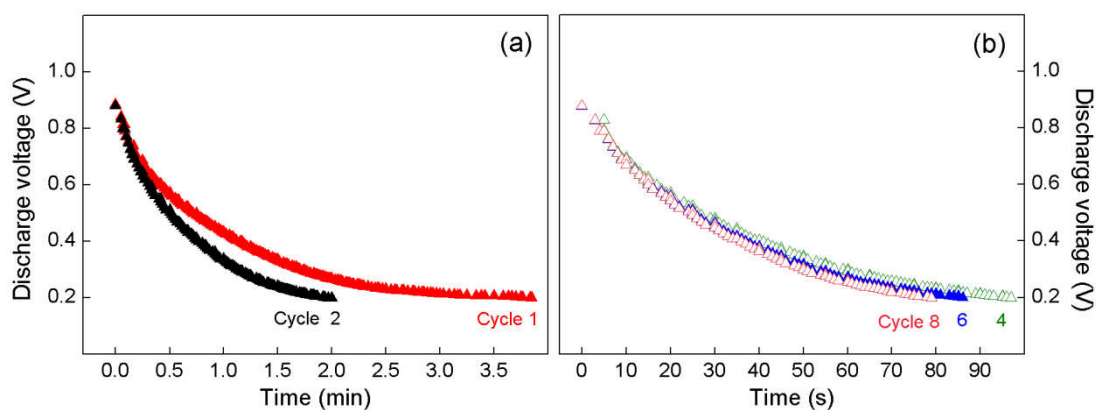 (a)
Discharge voltage (V)
1.0
0.8
0.6
0.4
0.2
Cycle 2
Cycle 1
0.0 0.5 1.0 1.5 2.0 2.5 3.0 3.5
Time (min)
(b)
1.0
0.8
0.6
0.4
0.2
Discharge voltage (V)
Cycle 8 6 4
0 10 20 30 40 50 60 70 80 90
Time (s)